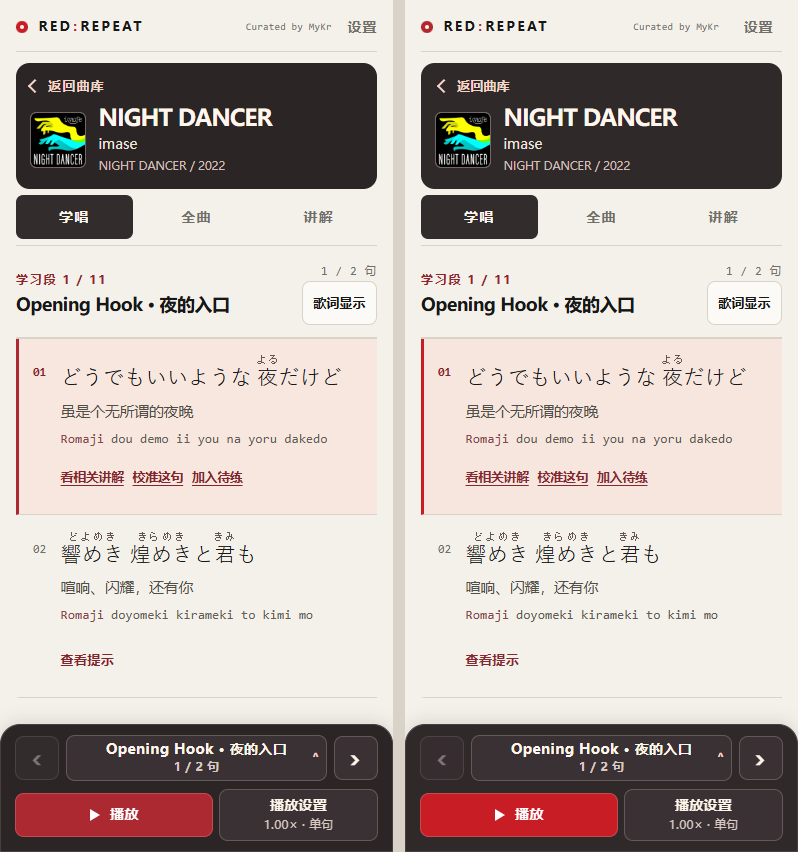 RED:REPEAT
Curated by MyKr
设置
返回曲库
imase
NIGHT DANCER
NIGHT DANCER
imase
NIGHT DANCER / 2022
学唱
全曲
讲解
学习段 1 / 11
1 / 2 句
Opening Hook • 夜的入口
歌词显示
01
よる
どうでもいいような 夜だけど
虽是个无所谓的夜晚
Romaji dou demo ii you na yoru dakedo
看相关讲解
校准这句
加入待练
02
どよめき きらめき きみ
響めき 煌めきと君も
喧响、闪耀，还有你
Romaji doyomeki kirameki to kimi mo
查看提示
Opening Hook • 夜的入口
1 / 2 句
播放
播放设置
1.00× · 单句
RED:REPEAT
Curated by MyKr
设置
返回曲库
imase
NIGHT DANCER
NIGHT DANCER
imase
NIGHT DANCER / 2022
学唱
全曲
讲解
学习段 1 / 11
1 / 2 句
Opening Hook • 夜的入口
歌词显示
01
よる
どうでもいいような 夜だけど
虽是个无所谓的夜晚
Romaji dou demo ii you na yoru dakedo
看相关讲解
校准这句
加入待练
02
どよめき きらめき きみ
響めき 煌めきと君も
喧响、闪耀，还有你
Romaji doyomeki kirameki to kimi mo
查看提示
Opening Hook • 夜的入口
1 / 2 句
播放
播放设置
1.00× · 单句